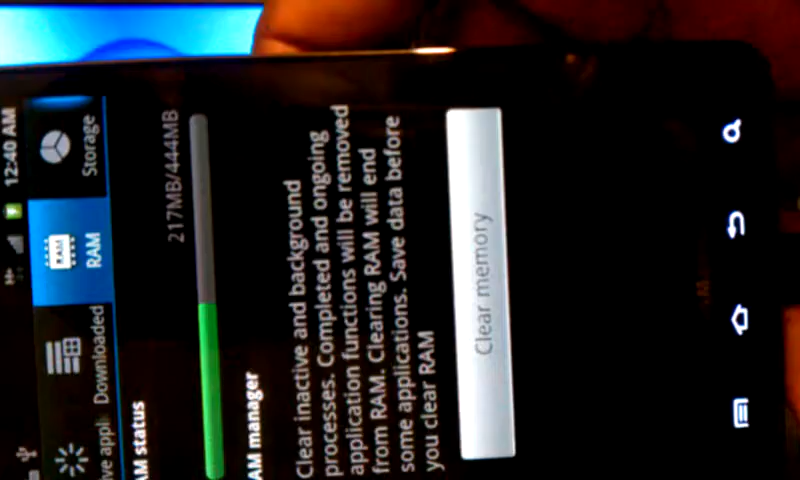 12:40 AM
ve appli Downloaded RAM Storage
AM status
217MB/444MB
AM manager
Clear inactive and background
processes. Completed and ongoing
application functions will be removed
from RAM. Clearing RAM will end
some applications. Save data before
you clear RAM
Clear memory